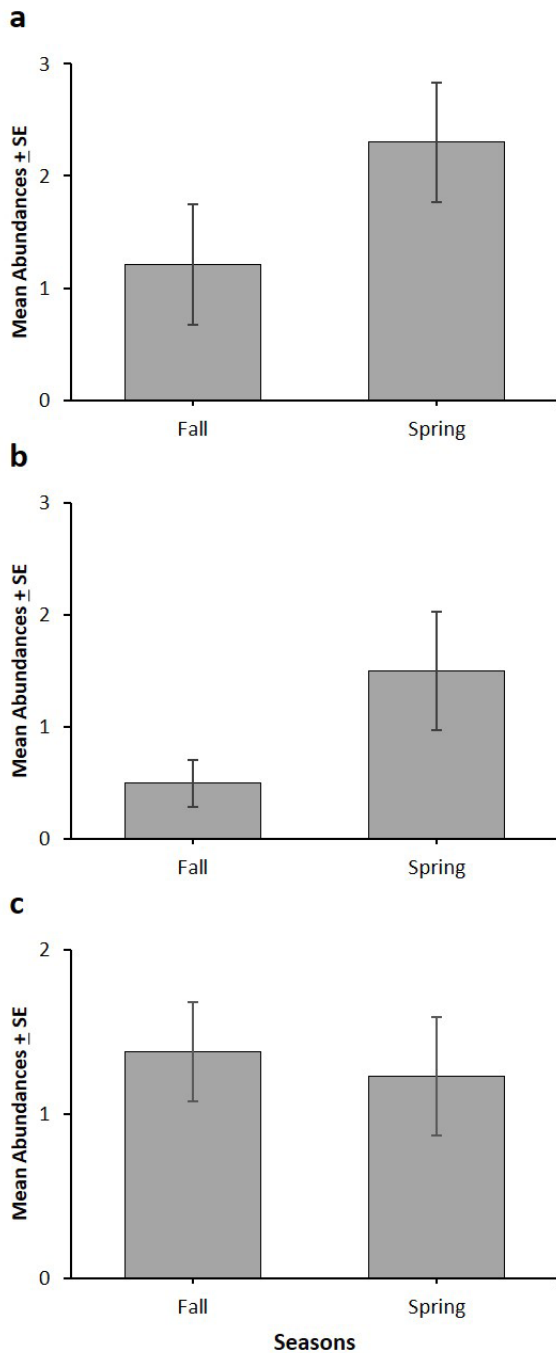 a
Mean Abundances ± SE
3
2
1
0
Fall Spring
b
Mean Abundances ± SE
3
2
1
0
Fall Spring
c
Mean Abundances ± SE
2
1
0
Fall Spring
Seasons